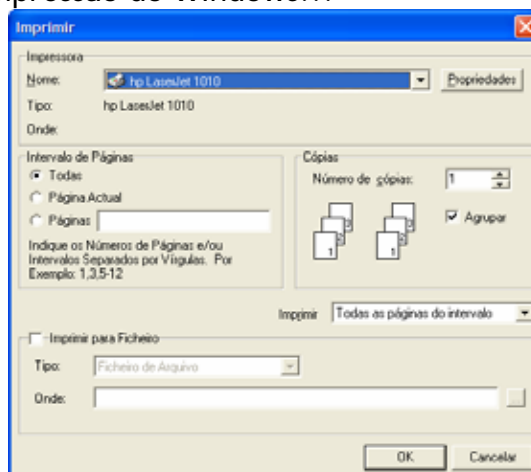 Imprimir
Impressora
Nome: hp LaserJet 1010 Propriedades
Tipo: hp LaserJet 1010
Onde:
Intervalo de Páginas
Todas
Página Actual
Páginas
Indique os Números de Páginas e/ou
Intervalos Separados por Vírgulas. Por
Exemplo: 1,3,5-12
Cópias
Número de cópias: 1
Agrupar
Imprimir Todas as páginas do intervalo
Imprimir para Ficheiro
Tipo: Ficheiro de Arquivo
Onde:
OK Cancelar